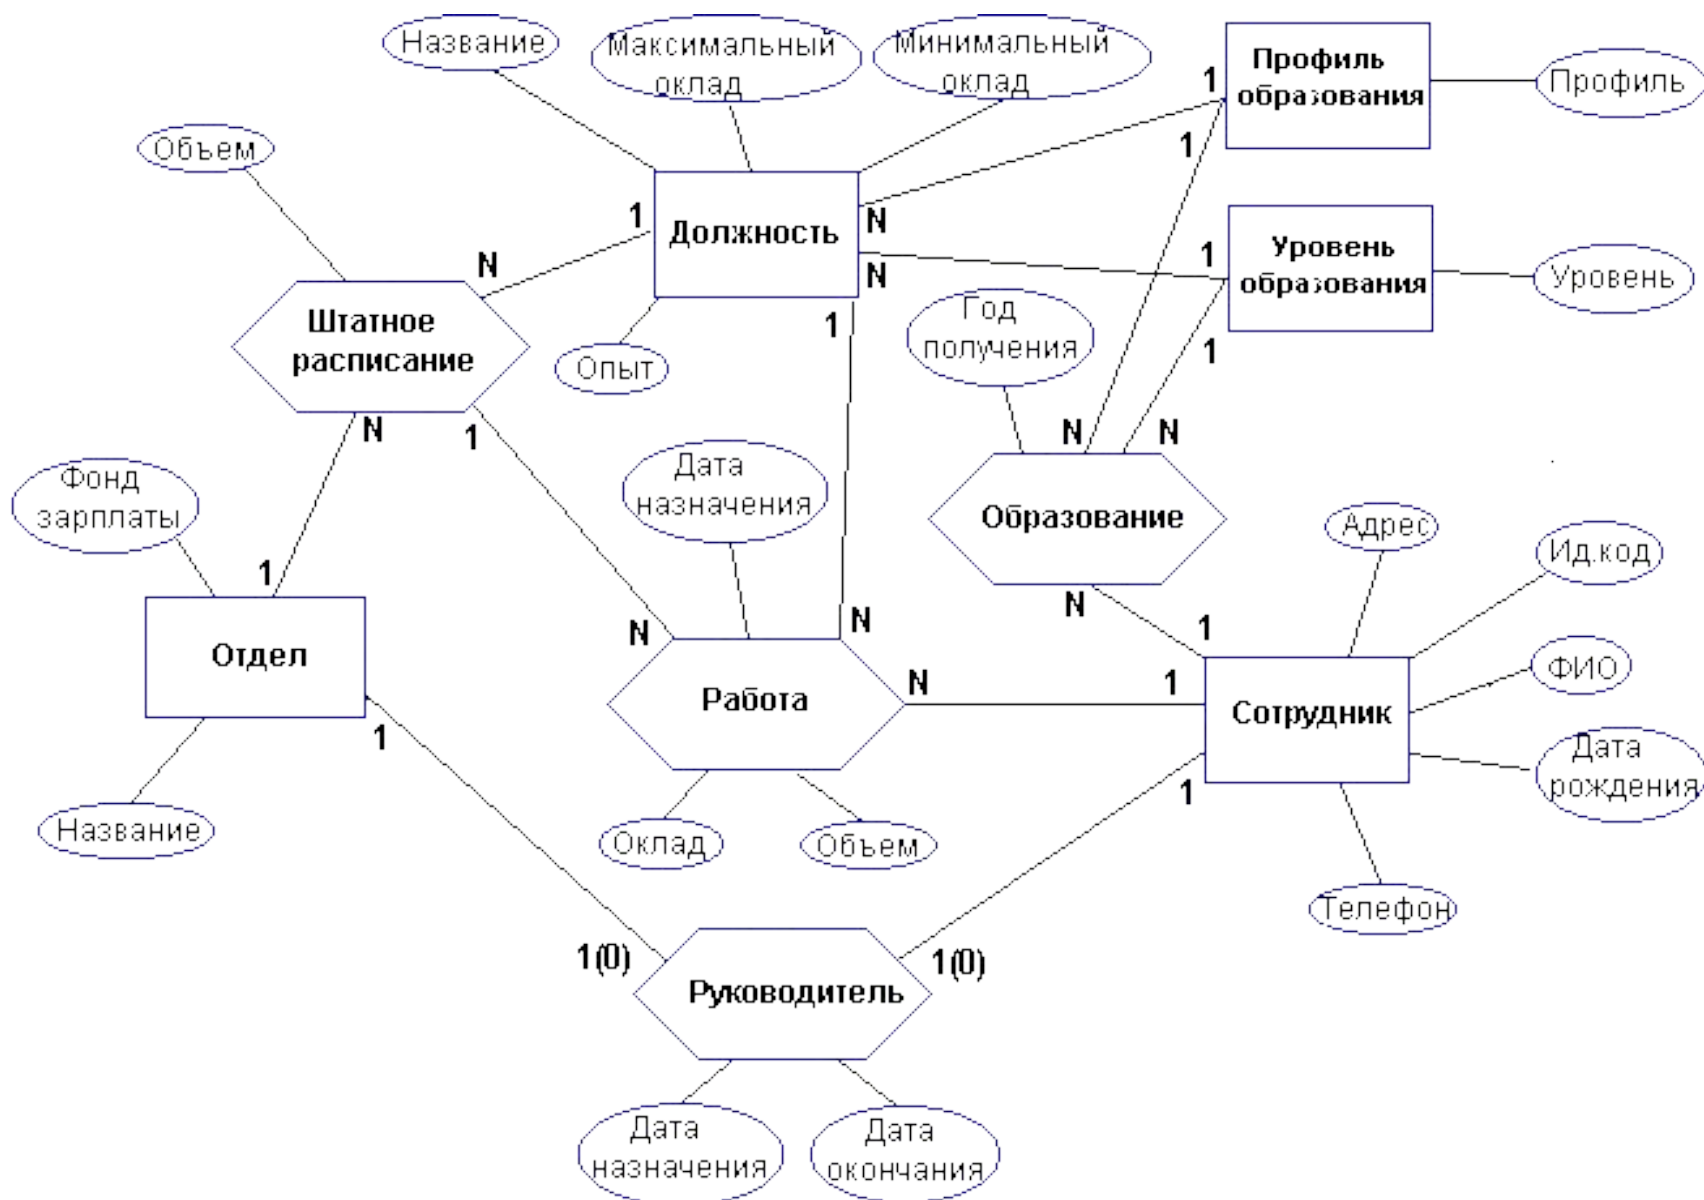 Название
Максимальный
оклад
Минимальный
оклад
Профиль
образования
Профиль
1
1
Объем
Должность
1
N
N
N
1
Уровень
образования
Уровень
1
1
Год
получения
Штатное
расписание
Опыт
N
1
N
N
Фонд
зарплаты
Дата
назначения
Образование
Адрес
Ид.код
1
N
N
N
1
Отдел
Работа
N
1
Сотрудник
ФИО
1
1
Дата
рождения
Название
Оклад
Объем
Телефон
1(0)
1(0)
Руководитель
Дата
назначения
Дата
окончания